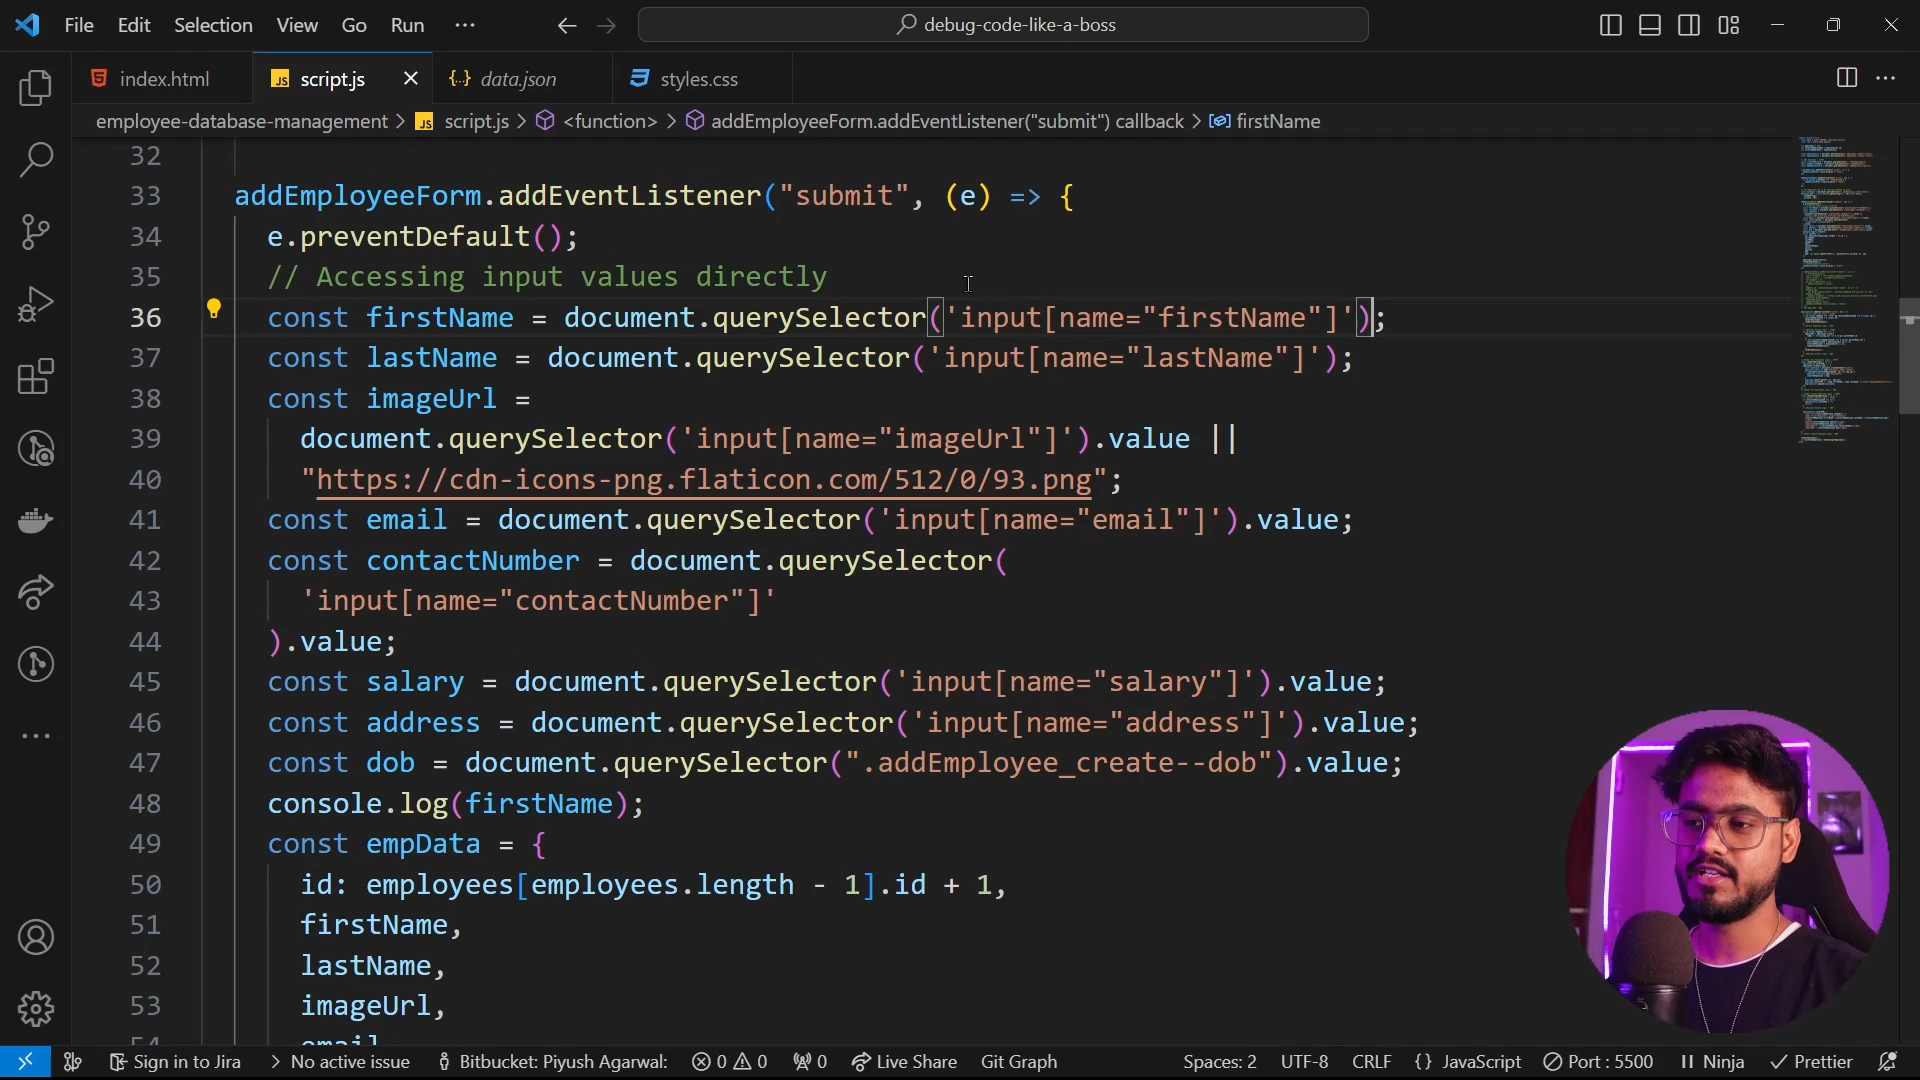 File Edit Selection View Go Run ··· debug-code-like-a-boss
index.html JS script.js {..} data.json styles.css
employee-database-management > JS script.js > <function> > addEmployeeForm.addEventListener("submit") callback > firstName
32
33 addEmployeeForm.addEventListener("submit", (e) => {
34 e.preventDefault();
35 // Accessing input values directly
36 const firstName = document.querySelector('input[name="firstName"]');
37 const lastName = document.querySelector('input[name="lastName"]');
38 const imageUrl =
39 document.querySelector('input[name="imageUrl"]').value ||
40 "https://cdn-icons-png.flaticon.com/512/0/93.png";
41 const email = document.querySelector('input[name="email"]').value;
42 const contactNumber = document.querySelector(
43 'input[name="contactNumber"]'
44 ).value;
45 const salary = document.querySelector('input[name="salary"]').value;
46 const address = document.querySelector('input[name="address"]').value;
47 const dob = document.querySelector(".addEmployee_create--dob").value;
48 console.log(firstName);
49 const empData = {
50 id: employees[employees.length - 1].id + 1,
51 firstName,
52 lastName,
53 imageUrl,
54 email
Sign in to Jira > No active issue Bitbucket: Piyush Agarwal: 0 0 0 Live Share Git Graph Spaces: 2 UTF-8 CRLF {} JavaScript Port : 5500 Ninja Prettier